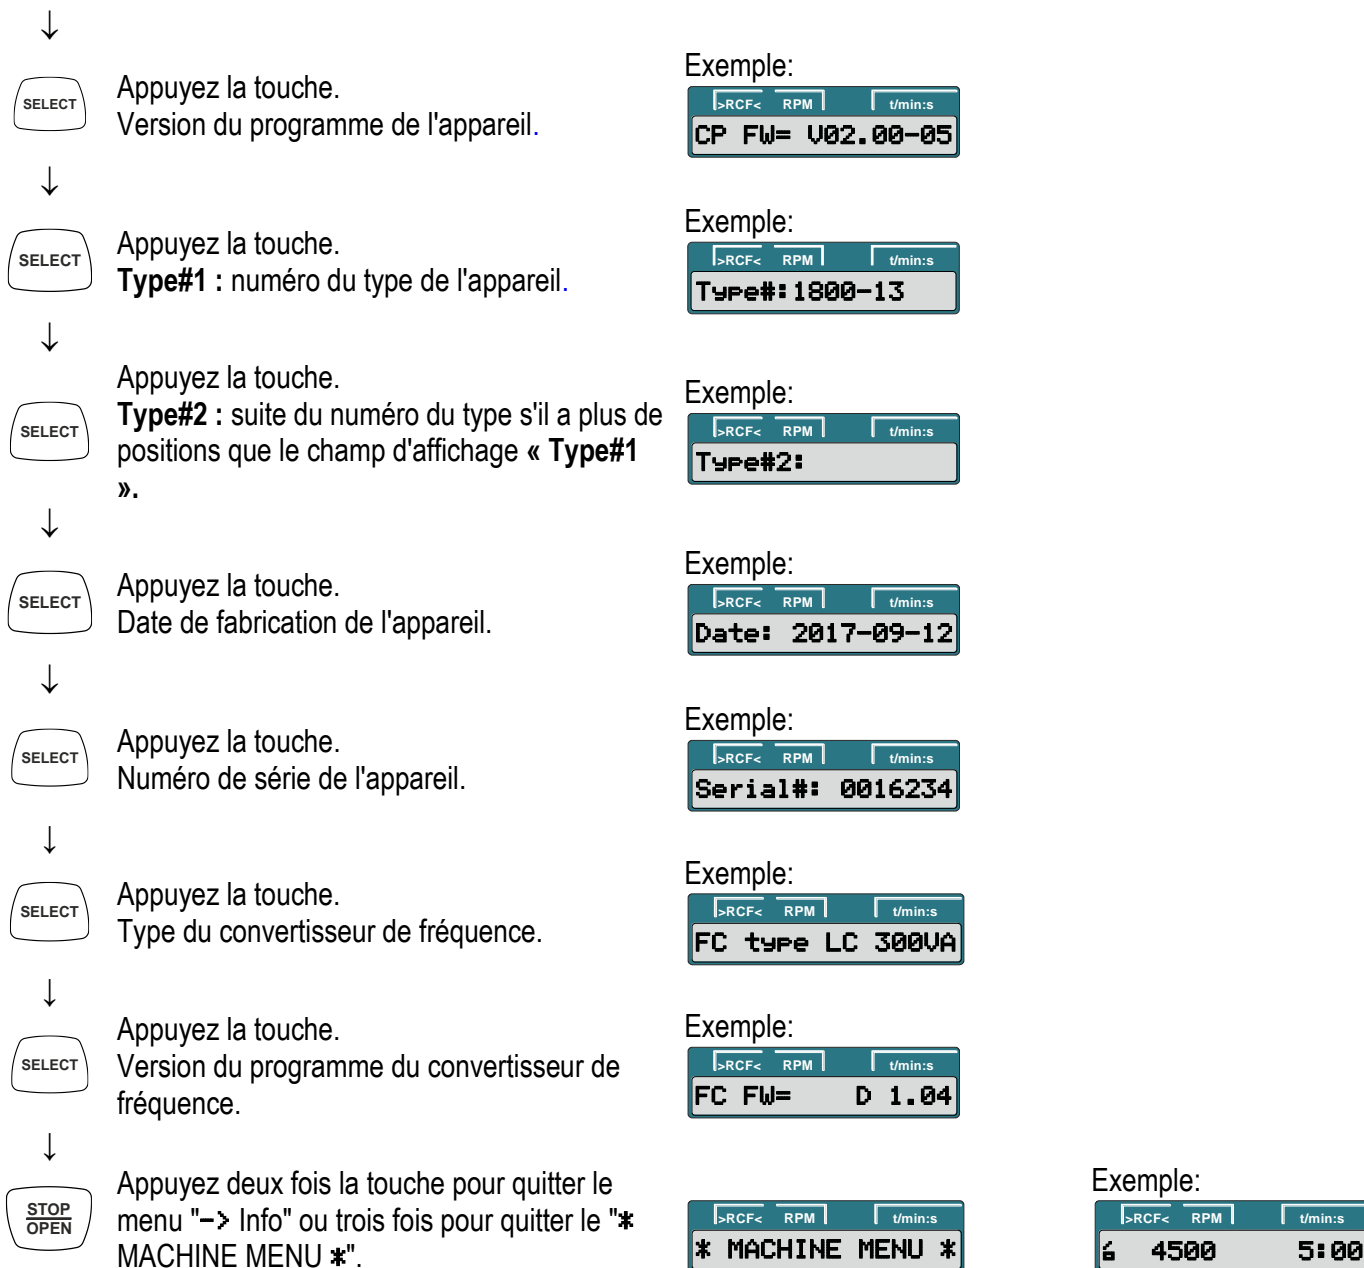 ↓
SELECT
Appuyez la touche.
Version du programme de l'appareil.
Exemple:
>RCF< RPM t/min:s
CP FW= V02.00-05
↓
SELECT
Appuyez la touche.
Type#1 : numéro du type de l'appareil.
Exemple:
>RCF< RPM t/min:s
Type#:1800-13
↓
SELECT
Appuyez la touche.
Type#2 : suite du numéro du type s'il a plus de
positions que le champ d'affichage « Type#1
».
Exemple:
>RCF< RPM t/min:s
Type#2:
↓
SELECT
Appuyez la touche.
Date de fabrication de l'appareil.
Exemple:
>RCF< RPM t/min:s
Date: 2017-09-12
↓
SELECT
Appuyez la touche.
Numéro de série de l'appareil.
Exemple:
>RCF< RPM t/min:s
Serial#: 0016234
↓
SELECT
Appuyez la touche.
Type du convertisseur de fréquence.
Exemple:
>RCF< RPM t/min:s
FC type LC 300VA
↓
SELECT
Appuyez la touche.
Version du programme du convertisseur de
fréquence.
Exemple:
>RCF< RPM t/min:s
FC FW= D 1.04
↓
STOP
OPEN
Appuyez deux fois la touche pour quitter le
menu "-> Info" ou trois fois pour quitter le "*
MACHINE MENU *".
>RCF< RPM t/min:s
* MACHINE MENU *
Exemple:
>RCF< RPM t/min:s
4500 5:00